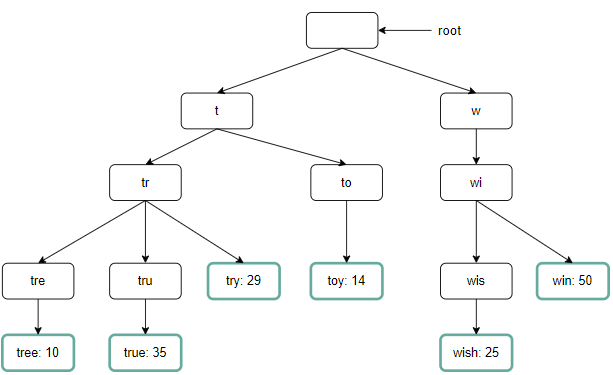 root
t
w
tr
to
wi
tre
tru
try: 29
toy: 14
wis
win: 50
tree: 10
true: 35
wish: 25